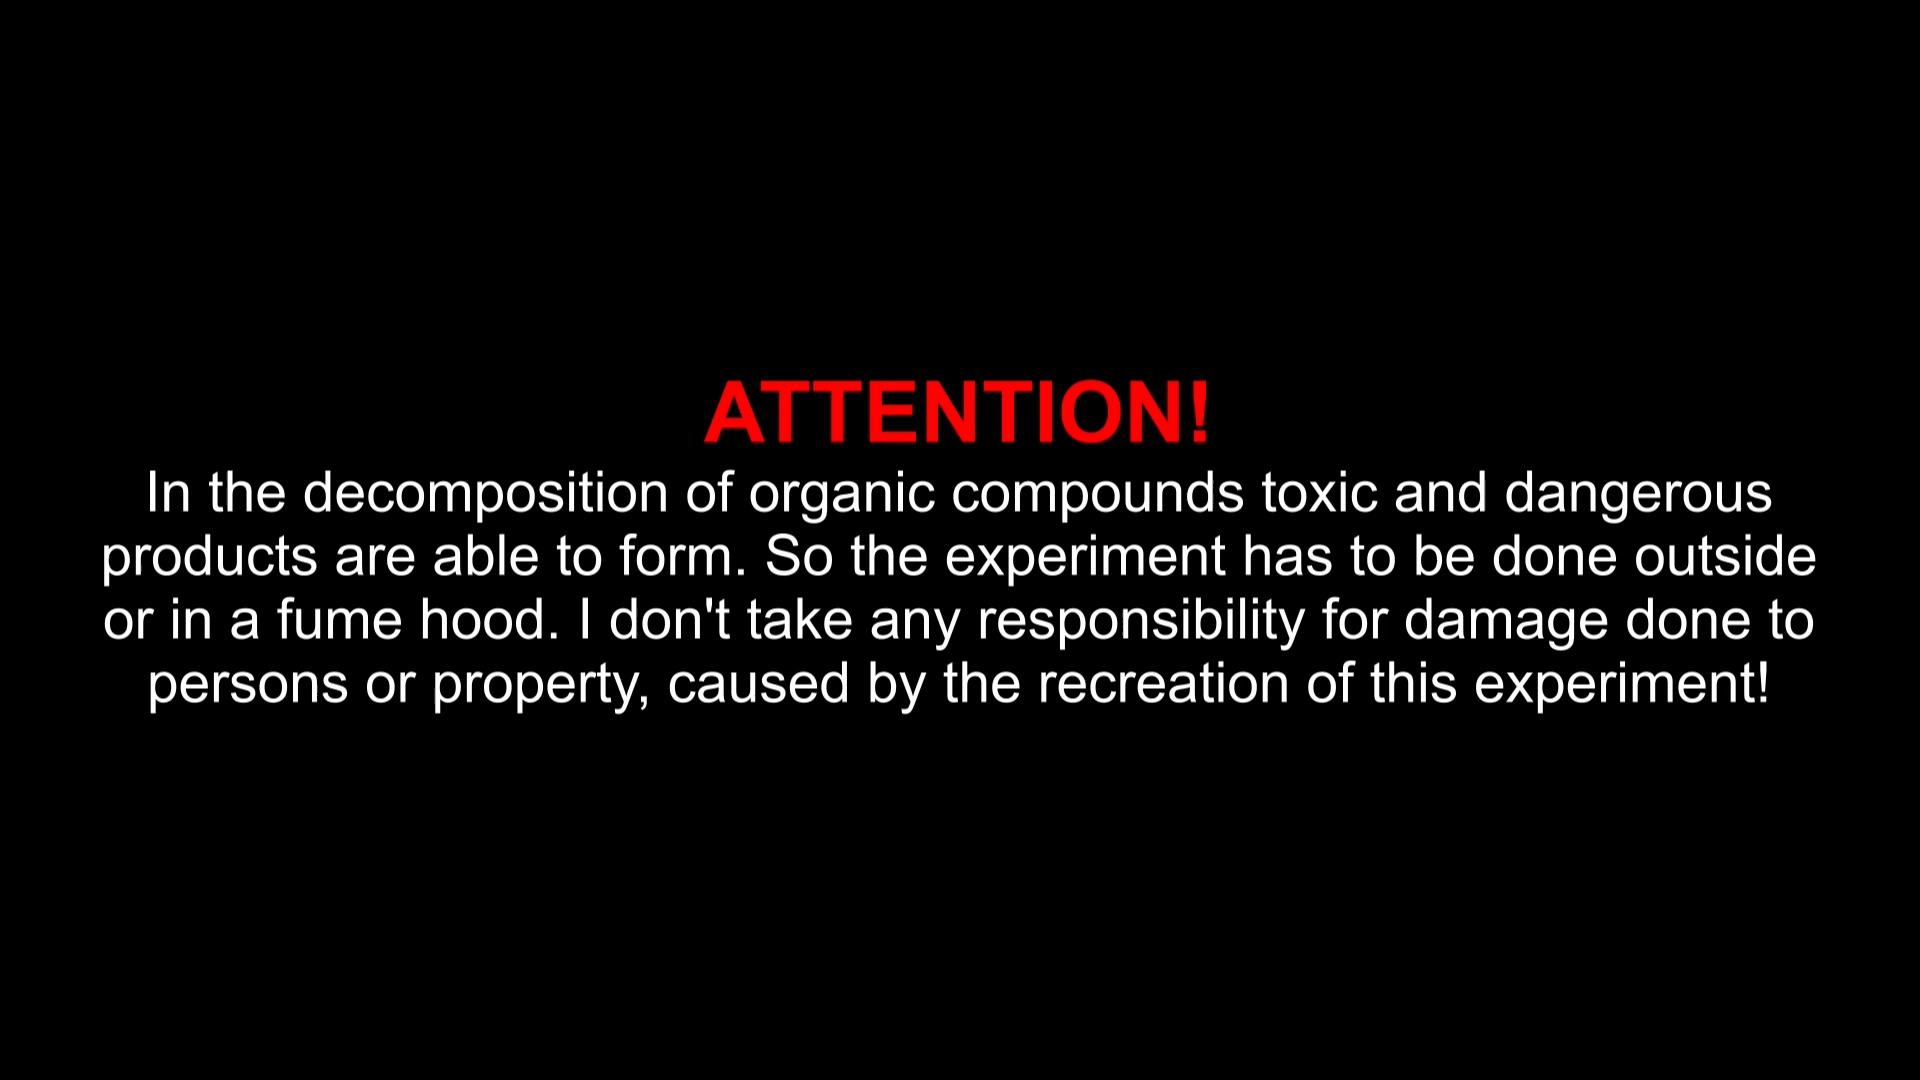 ATTENTION!
In the decomposition of organic compounds toxic and dangerous
products are able to form. So the experiment has to be done outside
or in a fume hood. I don't take any responsibility for damage done to
persons or property, caused by the recreation of this experiment!